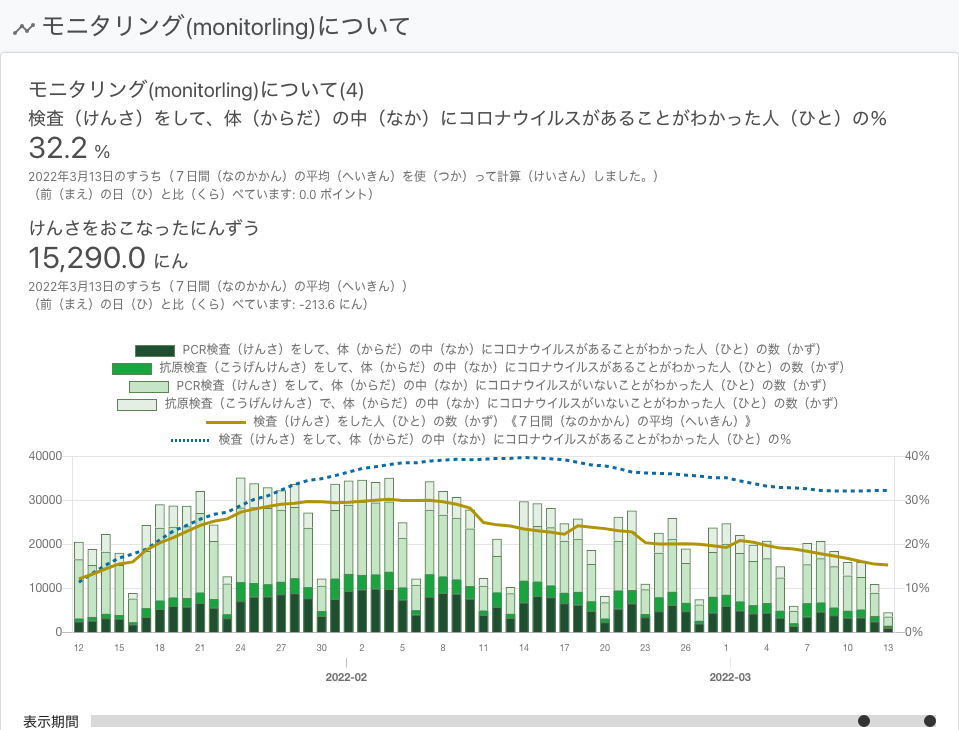 モニタリング(monitorling)について
モニタリング(monitorling)について(4)
検査（けんさ）をして、体（からだ）の中（なか）にコロナウイルスがあることがわかった人（ひと）の%
32.2 %
2022年3月13日のすうち（７日間（なのかかん）の平均（へいきん）を使（つか）って計算（けいさん）しました。）
（前（まえ）の日（ひ）と比（くら）べています: 0.0 ポイント）
けんさをおこなったにんずう
15,290.0 にん
2022年3月13日のすうち（７日間（なのかかん）の平均（へいきん））
（前（まえ）の日（ひ）と比（くら）べています: -213.6 にん）
PCR検査（けんさ）をして、体（からだ）の中（なか）にコロナウイルスがあることがわかった人（ひと）の数（かず）
抗原検査（こうげんけんさ）をして、体（からだ）の中（なか）にコロナウイルスがあることがわかった人（ひと）の数（かず）
PCR検査（けんさ）をして、体（からだ）の中（なか）にコロナウイルスがいないことがわかった人（ひと）の数（かず）
抗原検査（こうげんけんさ）で、体（からだ）の中（なか）にコロナウイルスがいないことがわかった人（ひと）の数（かず）
検査（けんさ）をした人（ひと）の数（かず）《７日間（なのかかん）の平均（へいきん）》
検査（けんさ）をして、体（からだ）の中（なか）にコロナウイルスがあることがわかった人（ひと）の%
40000 40%
30000 30%
20000 20%
10000 10%
0 0%
12 15 18 21 24 27 30 2 5 8 11 14 17 20 23 26 1 4 7 10 13
2022-02 2022-03
表示期間